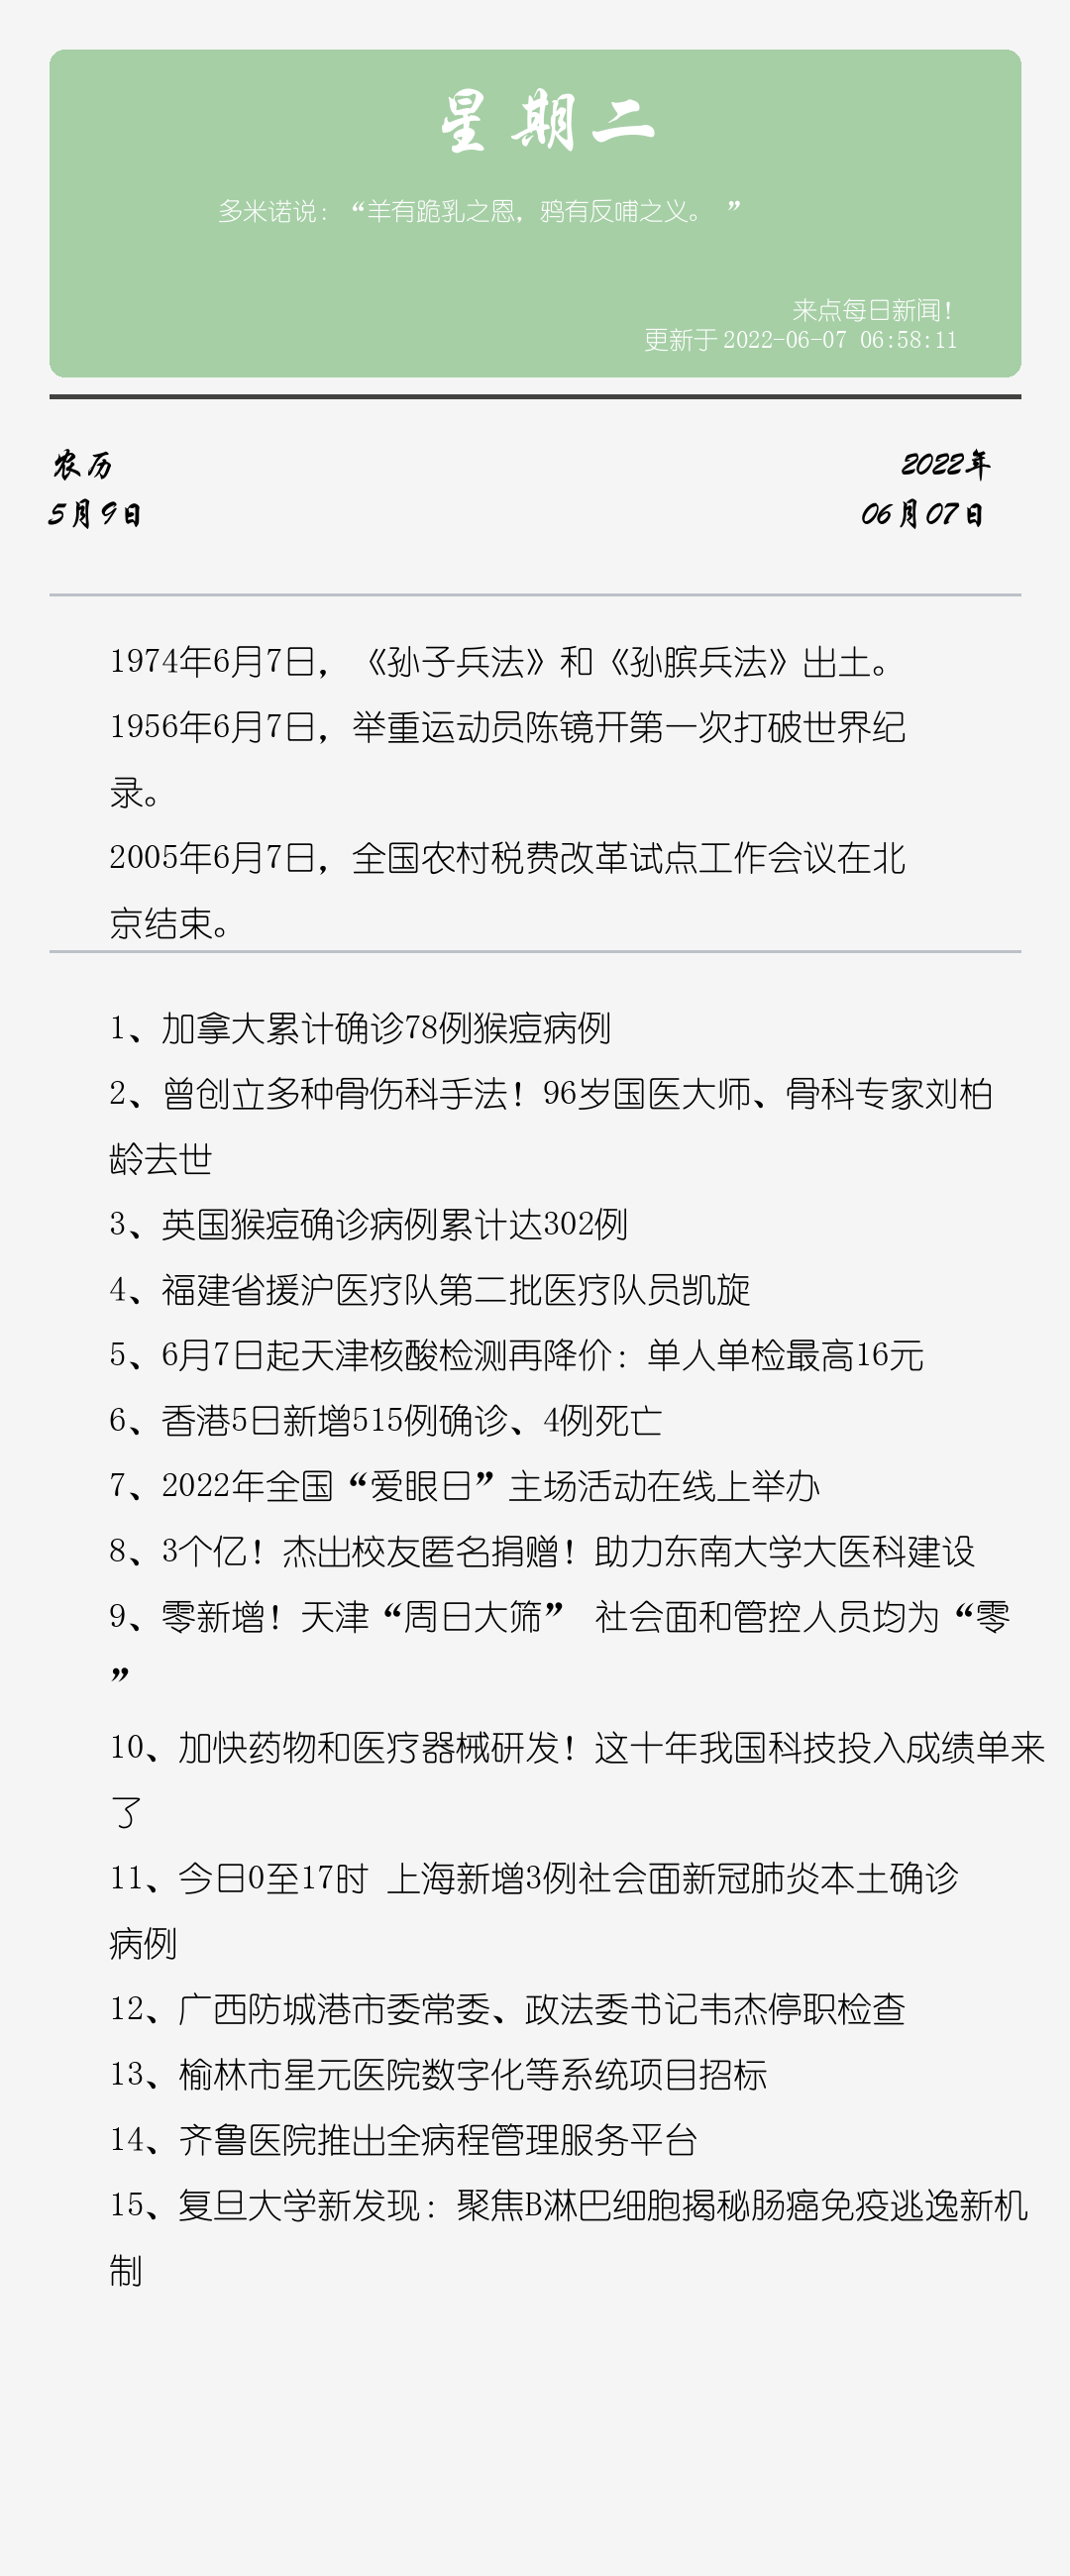 星期二
多米诺说：“羊有跪乳之恩，鸦有反哺之义。 ”
来点每日新闻！
更新于 2022-06-07 06:58:11
农历
2022年
5月9日
06月07日
1974年6月7日，《孙子兵法》和《孙膑兵法》出土。
1956年6月7日，举重运动员陈镜开第一次打破世界纪
录。
2005年6月7日，全国农村税费改革试点工作会议在北
京结束。
1、加拿大累计确诊78例猴痘病例
2、曾创立多种骨伤科手法！96岁国医大师、骨科专家刘柏
龄去世
3、英国猴痘确诊病例累计达302例
4、福建省援沪医疗队第二批医疗队员凯旋
5、6月7日起天津核酸检测再降价：单人单检最高16元
6、香港5日新增515例确诊、4例死亡
7、2022年全国“爱眼日”主场活动在线上举办
8、3个亿！杰出校友匿名捐赠！助力东南大学大医科建设
9、零新增！天津“周日大筛” 社会面和管控人员均为“零
”
10、加快药物和医疗器械研发！这十年我国科技投入成绩单来
了
11、今日0至17时 上海新增3例社会面新冠肺炎本土确诊
病例
12、广西防城港市委常委、政法委书记韦杰停职检查
13、榆林市星元医院数字化等系统项目招标
14、齐鲁医院推出全病程管理服务平台
15、复旦大学新发现：聚焦B淋巴细胞揭秘肠癌免疫逃逸新机
制